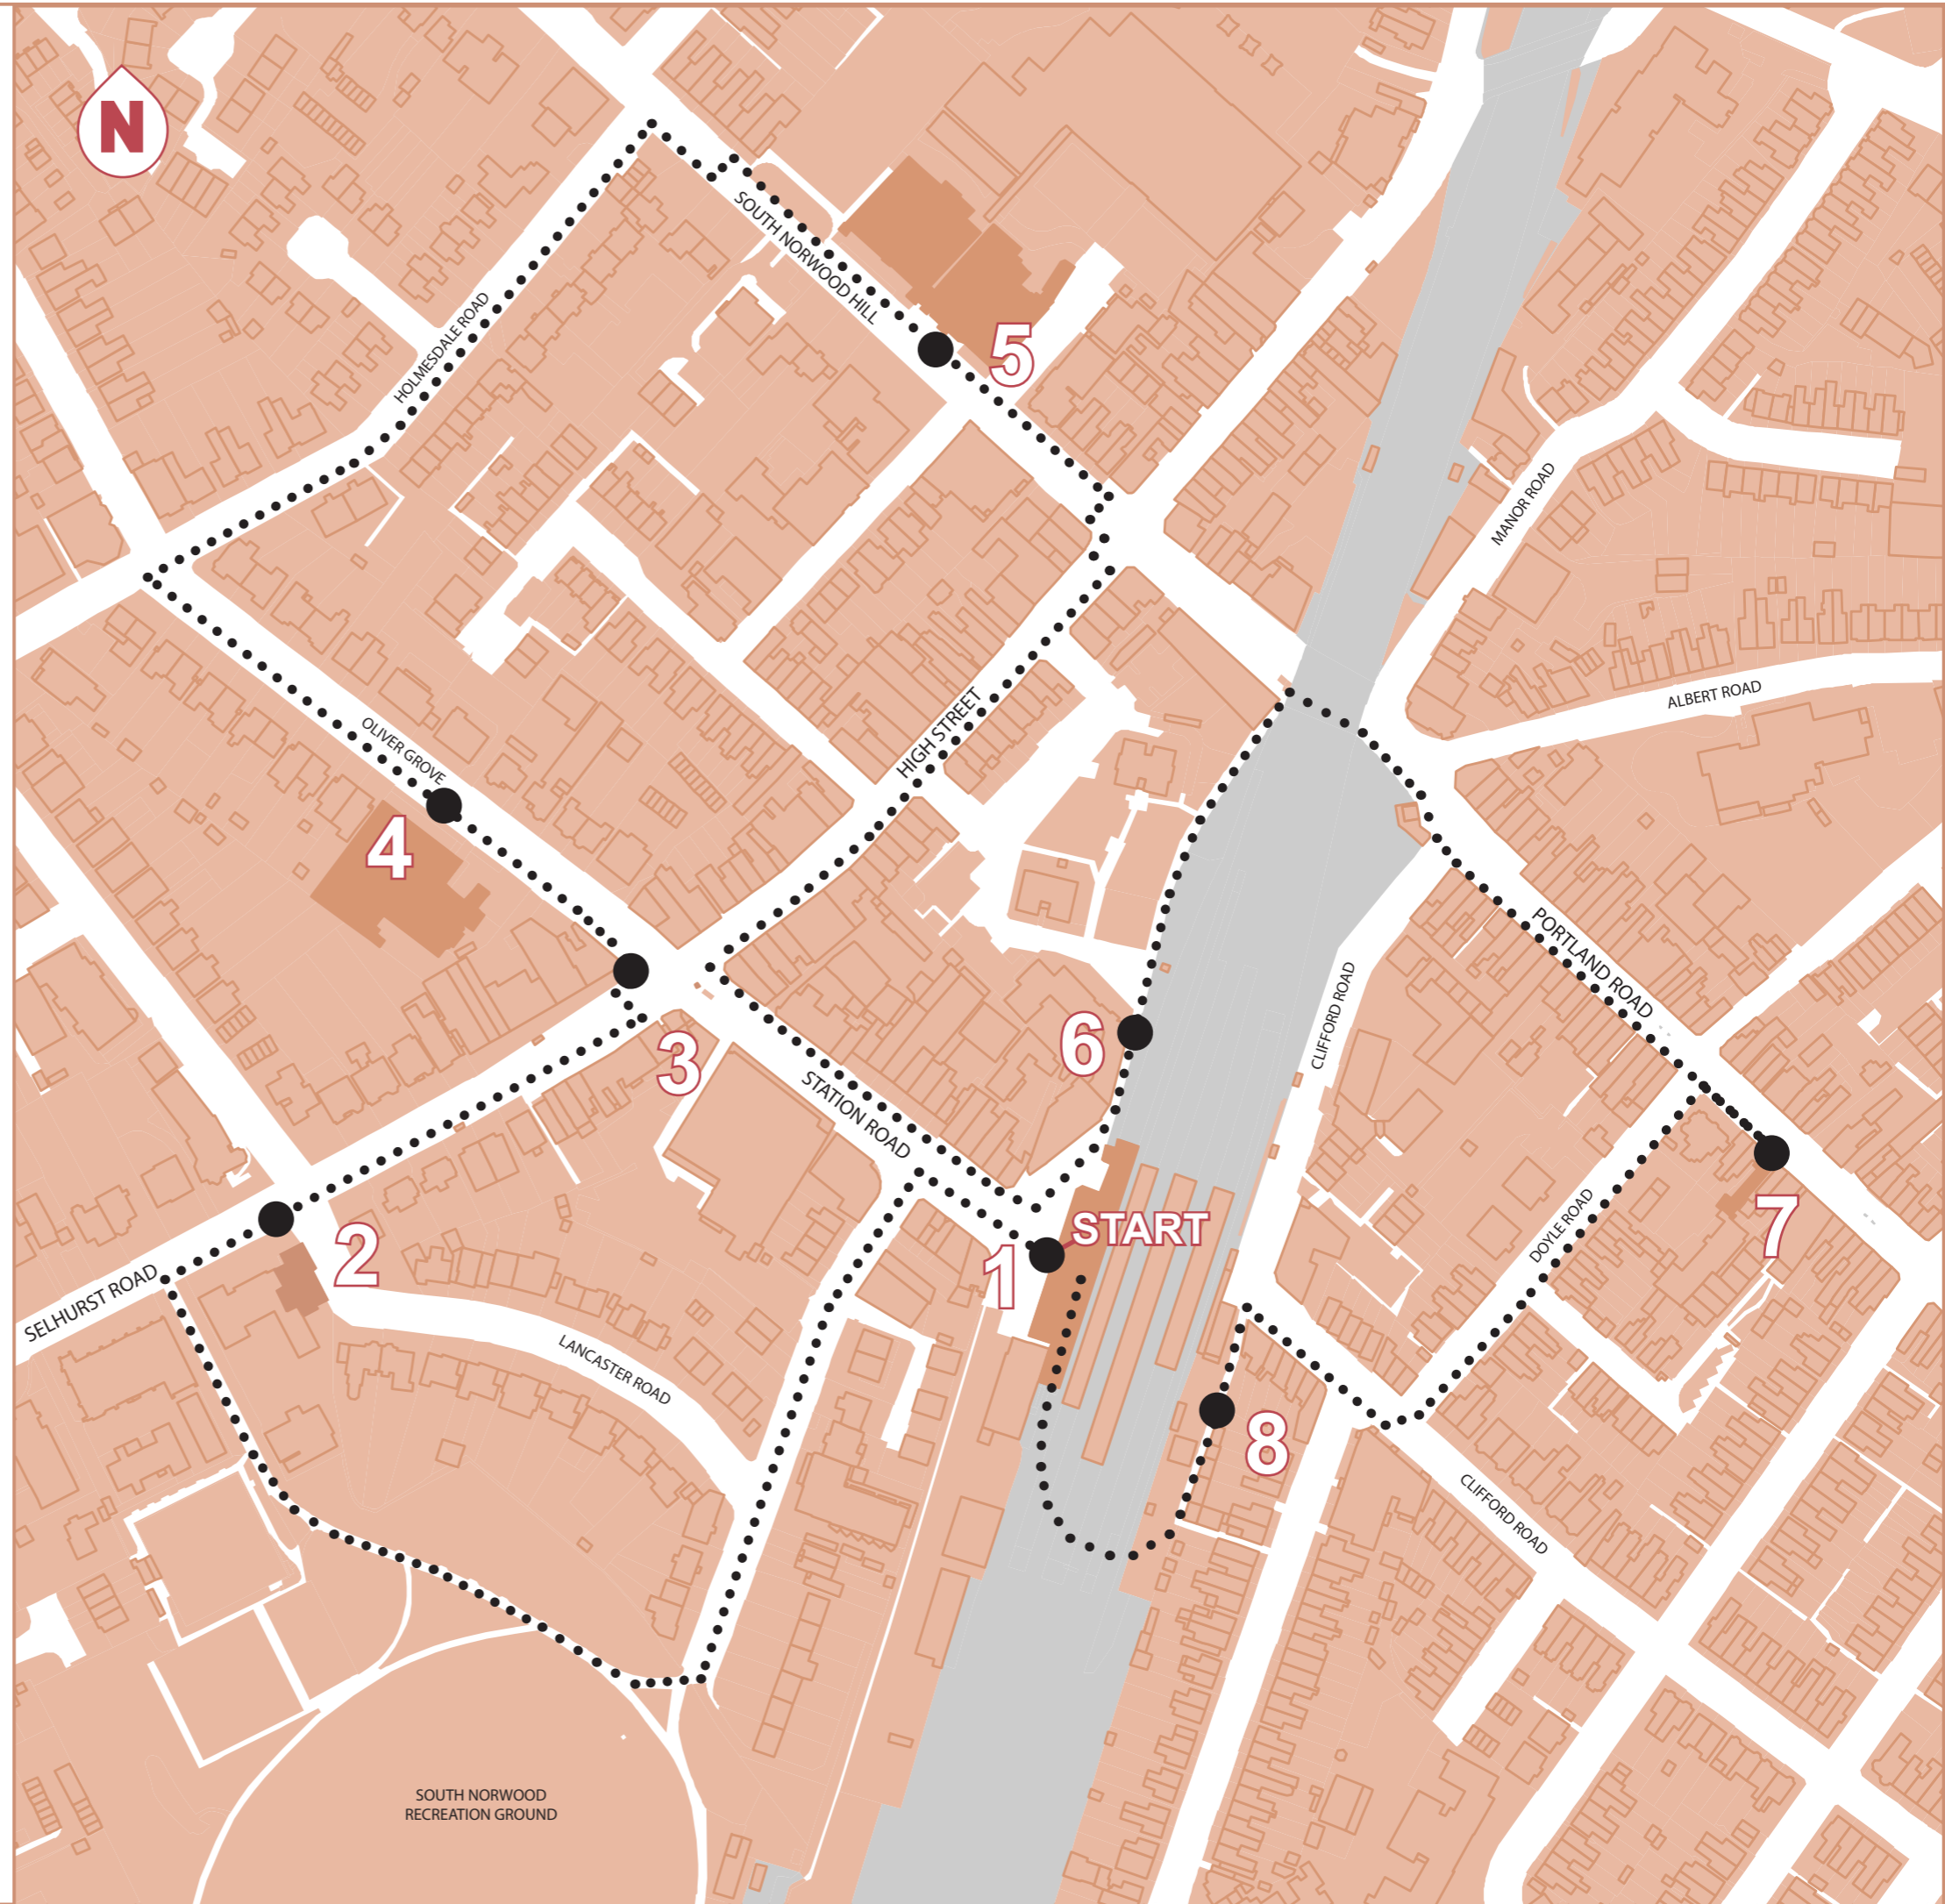 N
SOUTH NORWOOD HILL
HOLMESDALE ROAD
5
MANOR ROAD
ALBERT ROAD
HIGH STREET
OLIVER GROVE
4
PORTLAND ROAD
CLIFFORD ROAD
6
3
STATION ROAD
7
START
1
2
DOYLE ROAD
SELHURST ROAD
LANCASTER ROAD
8
CLIFFORD ROAD
SOUTH NORWOOD
RECREATION GROUND